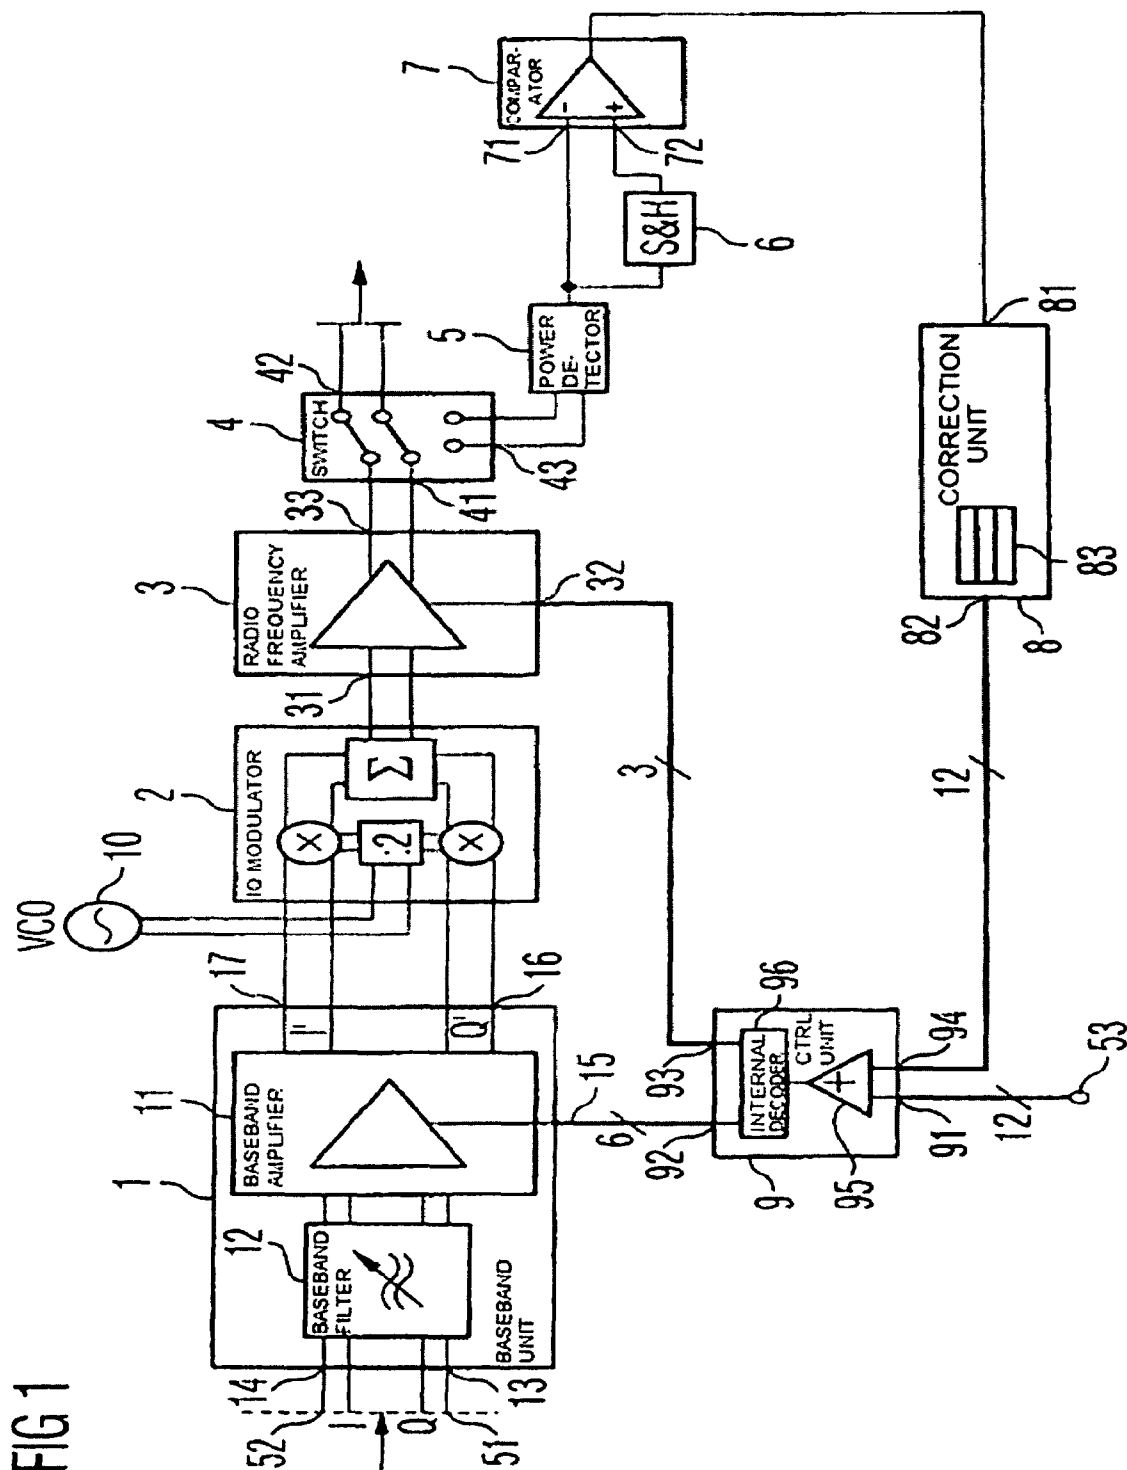 FIG 1
VCO
10
1
11
BASEBAND
AMPLIFIER
12
BASEBAND
FILTER
BASEBAND
UNIT
14
52
I
Q
13
51
17
I'
Q'
16
15
6
2
IQ MODULATOR
X
:2
X
Σ
3
RADIO
FREQUENCY
AMPLIFIER
31
33
32
3
4
SWITCH
42
41
43
5
POWER
DE-
TECTOR
S&H
6
7
COMPAR-
ATOR
-
+
71
72
81
CORRECTION
UNIT
83
82
8
12
9
92
93
INTERNAL
DECODER
96
CTRL
UNIT
+
95
91
94
12
53